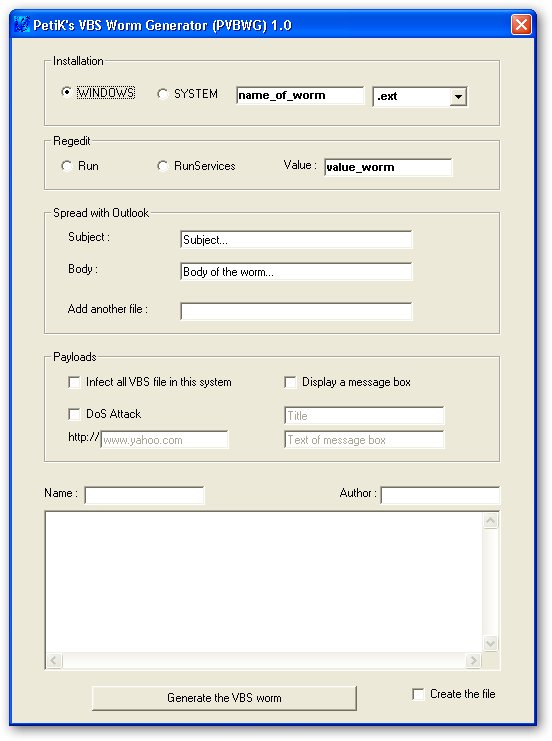 PetiK's VBS Worm Generator (PVBWG) 1.0
Installation
WINDOWS SYSTEM name_of_worm .ext
Regedit
Run RunServices Value : value_worm
Spread with Outlook
Subject : Subject...
Body : Body of the worm...
Add another file :
Payloads
Infect all VBS file in this system Display a message box
DoS Attack Title
http:// www.yahoo.com Text of message box
Name : Author :
Generate the VBS worm Create the file